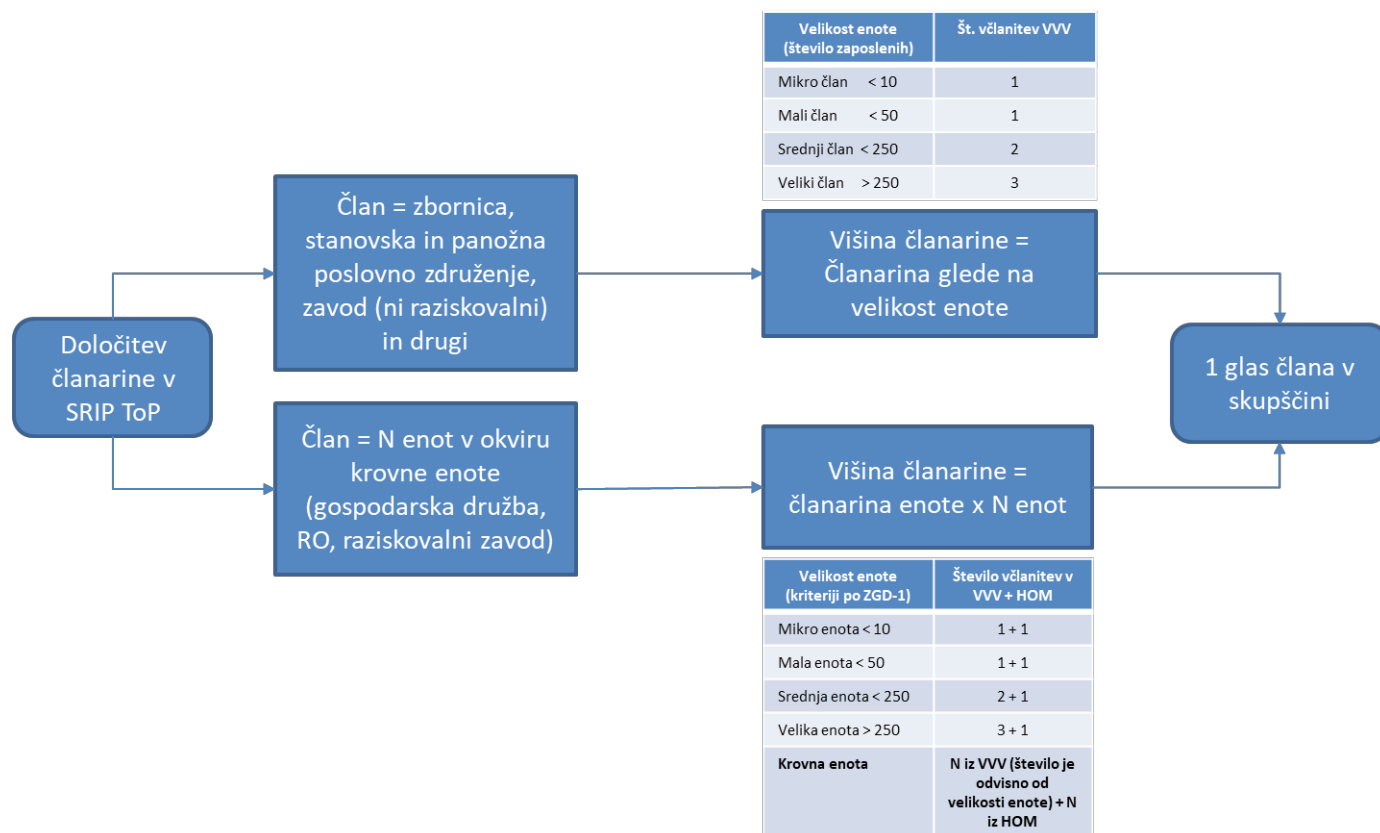 Velikost enote
(število zaposlenih)
Št. včlanitev VVV
Mikro član < 10
1
Mali član < 50
1
Srednji član < 250
2
Veliki član > 250
3
Član = zbornica,
stanovska in panožna
poslovno združenje,
zavod (ni raziskovalni)
in drugi
Višina članarine =
Članarina glede na
velikost enote
Določitev
članarine v
SRIP ToP
1 glas člana v
skupščini
Član = N enot v okviru
krovne enote
(gospodarska družba,
RO, raziskovalni zavod)
Višina članarine =
članarina enote x N enot
Velikost enote
(kriteriji po ZGD-1)
Število včlanitev v
VVV + HOM
Mikro enota < 10
1 + 1
Mala enota < 50
1 + 1
Srednja enota < 250
2 + 1
Velika enota > 250
3 + 1
Krovna enota
N iz VVV (število je
odvisno od
velikosti enote) + N
iz HOM